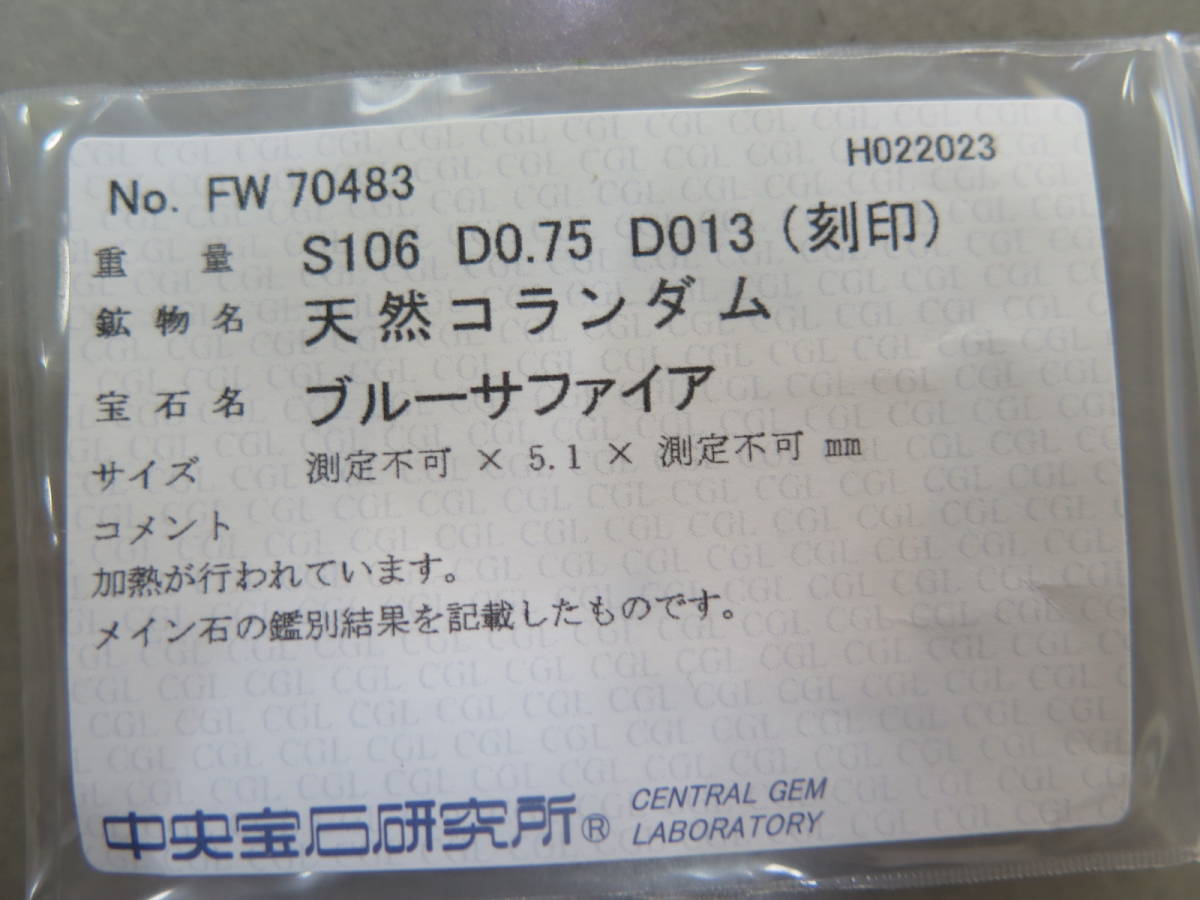 H022023
No. FW 70483
重量 S106 D0.75 D013 (刻印)
鉱物名 天然コランダム
宝石名 ブルーサファイア
サイズ 測定不可 × 5.1 × 測定不可 mm
コメント
加熱が行われています。
メイン石の鑑別結果を記載したものです。
中央宝石研究所® CENTRAL GEM
LABORATORY